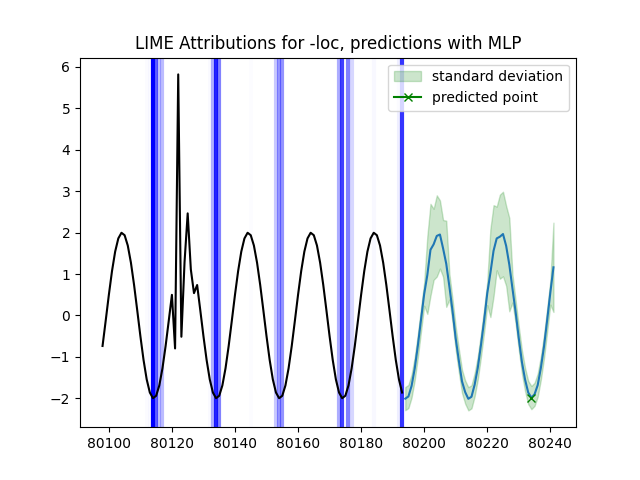 LIME Attributions for -loc, predictions with MLP
standard deviation
predicted point
6
5
4
3
2
1
0
−1
−2
80100 80120 80140 80160 80180 80200 80220 80240